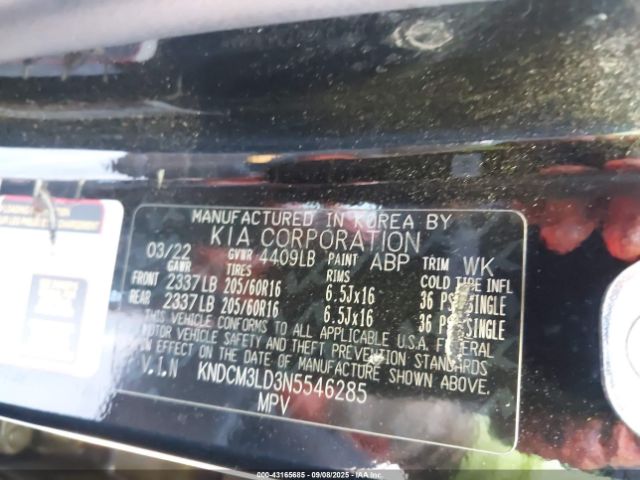 MANUFACTURED IN KOREA BY
KIA CORPORATION
03/22 GVWR 4409LB PAINT ABP TRIM WK
GAWR TIRES RIMS COLD TIRE INFL
FRONT 2337LB 205/60R16 6.5Jx16 36 PSI SINGLE
REAR 2337LB 205/60R16 6.5Jx16 36 PSI SINGLE
THIS VEHICLE CONFORMS TO ALL APPLICABLE U.S.A. FEDERAL
MOTOR VEHICLE SAFETY AND THEFT PREVENTION STANDARDS
IN EFFECT ON THE DATE OF MANUFACTURE SHOWN ABOVE.
V.I.N KNDCM3LD3N5546285
MPV
000-43165685 - 09/08/2025 - IAA Inc.